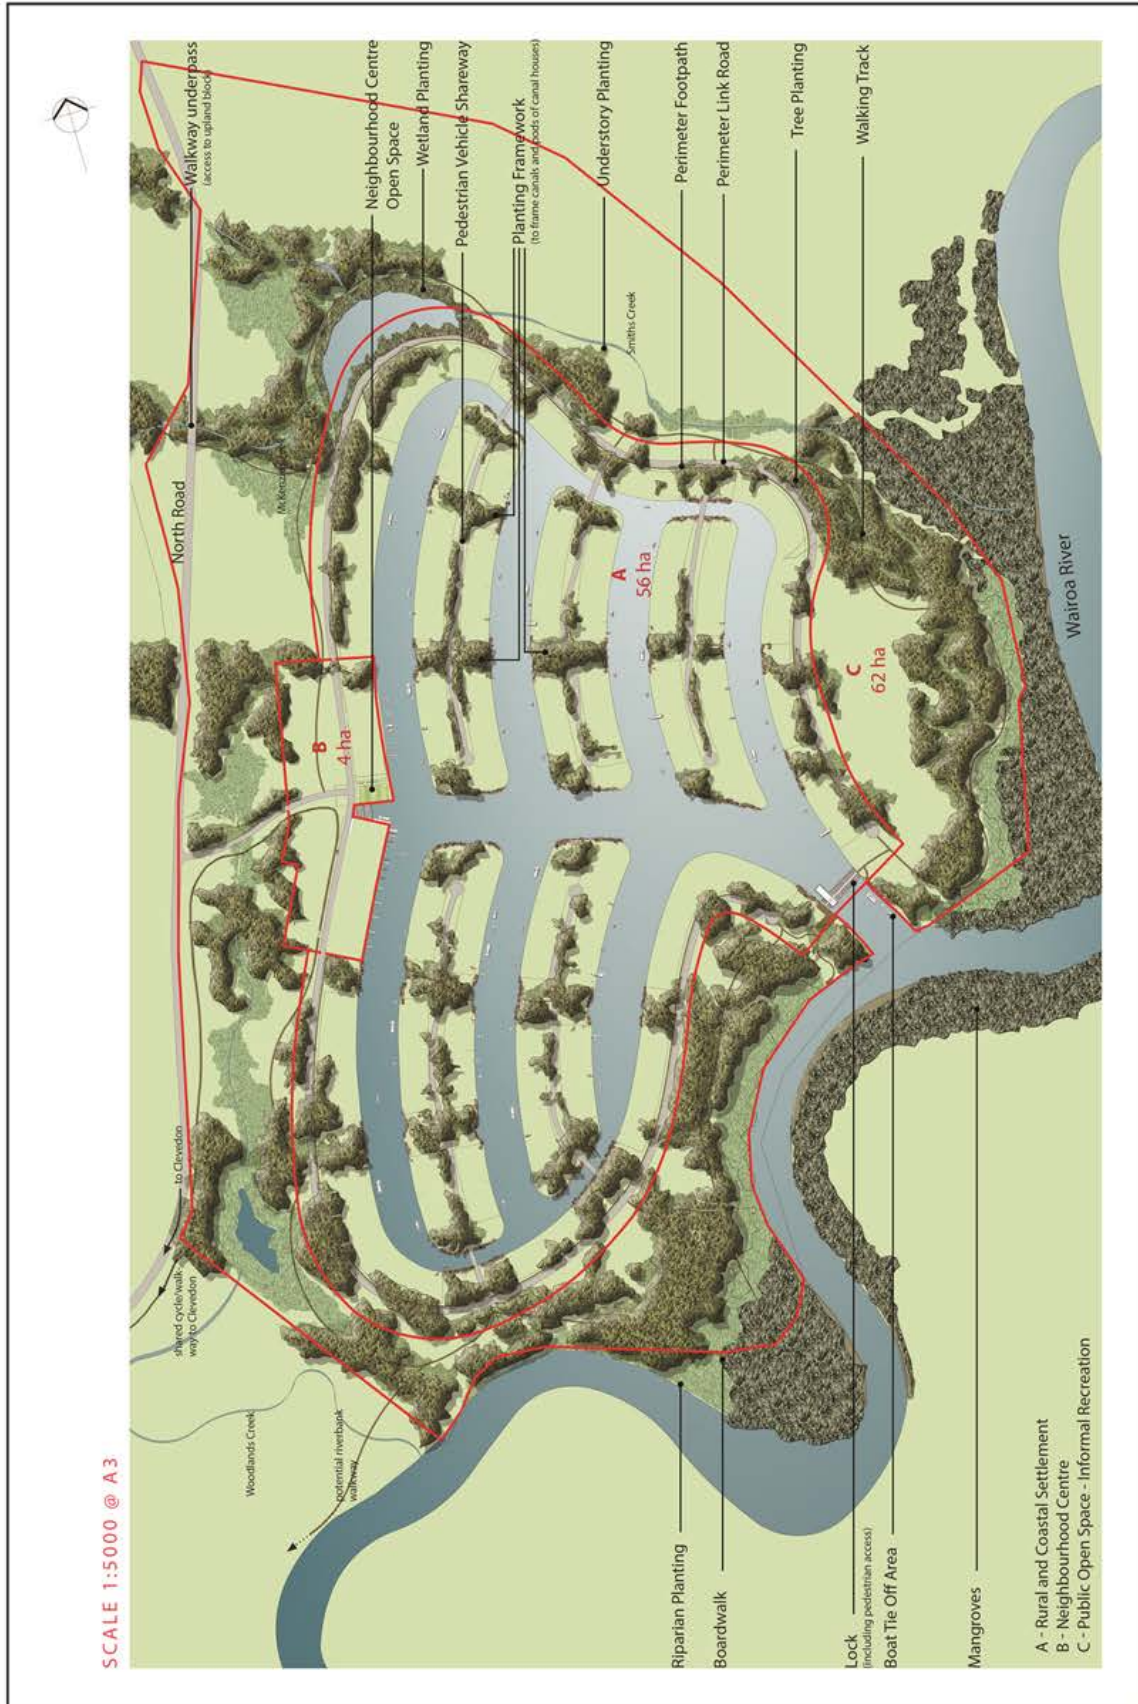 SCALE 1:5000 @ A3
Walkway underpass
(access to upland block)
Neighbourhood Centre
Open Space
Wetland Planting
Pedestrian Vehicle Shareway
Planting Framework
(to frame canals and pods of canal houses)
Understory Planting
Perimeter Footpath
Perimeter Link Road
Tree Planting
Walking Track
North Road
Smiths Creek
Wairoa River
A
56 ha
B
4 ha
C
62 ha
to Clevedon
shared cycle/walk-
way to Clevedon
Woodlands Creek
potential riverbank
walkway
Riparian Planting
Boardwalk
Lock
(including pedestrian access)
Boat Tie Off Area
Mangroves
A - Rural and Coastal Settlement
B - Neighbourhood Centre
C - Public Open Space - Informal Recreation